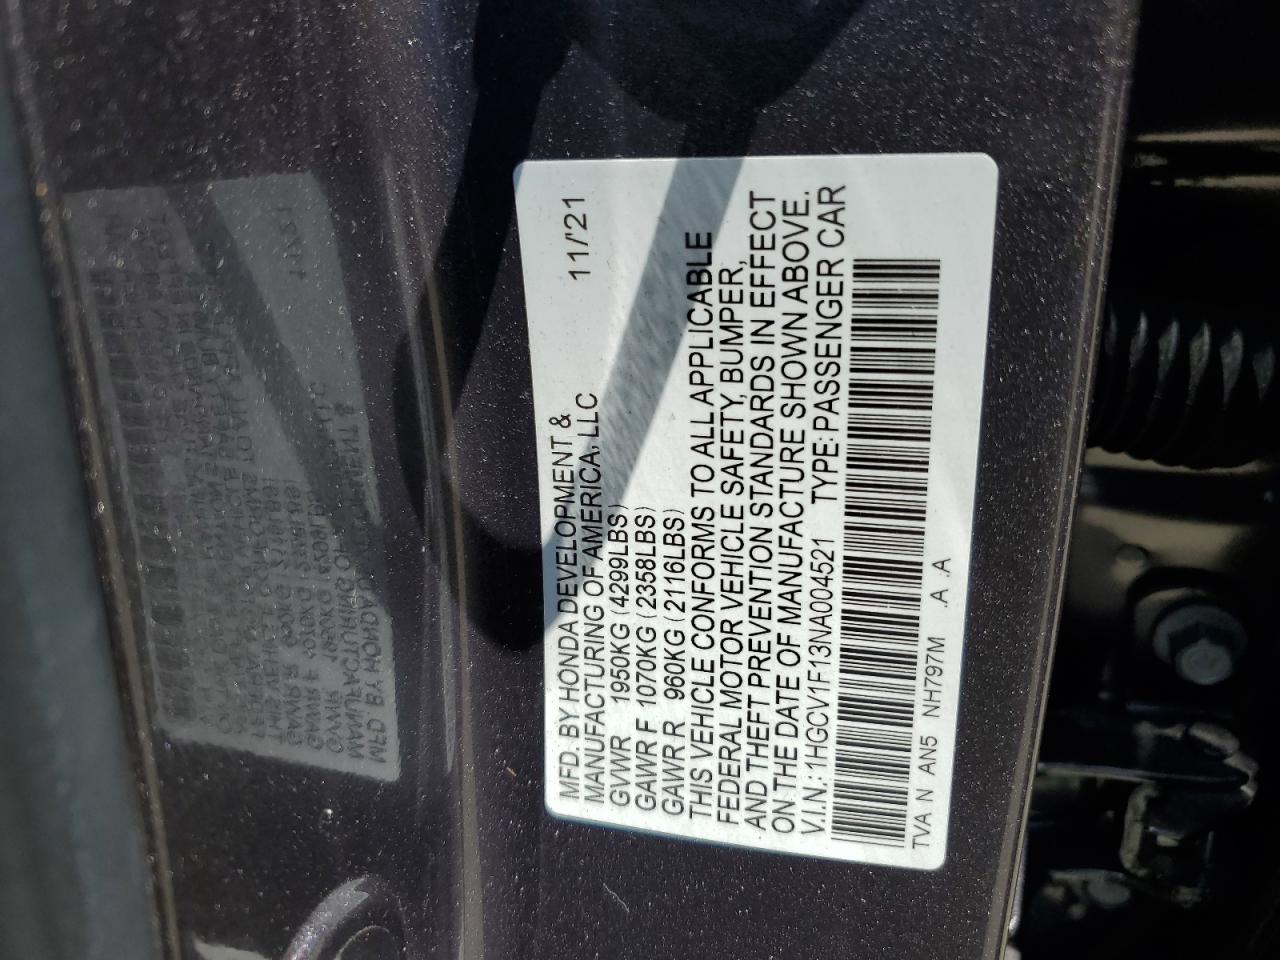 MFD. BY HONDA DEVELOPMENT &
MANUFACTURING OF AMERICA, LLC 11/'21
GVWR 1950KG (4299LBS)
GAWR F 1070KG (2358LBS)
GAWR R 960KG (2116LBS)
THIS VEHICLE CONFORMS TO ALL APPLICABLE
FEDERAL MOTOR VEHICLE SAFETY, BUMPER,
AND THEFT PREVENTION STANDARDS IN EFFECT
ON THE DATE OF MANUFACTURE SHOWN ABOVE.
V.I.N.: 1HGCV1F13NA004521 TYPE: PASSENGER CAR
TVA N AN5 NH797M .A .A